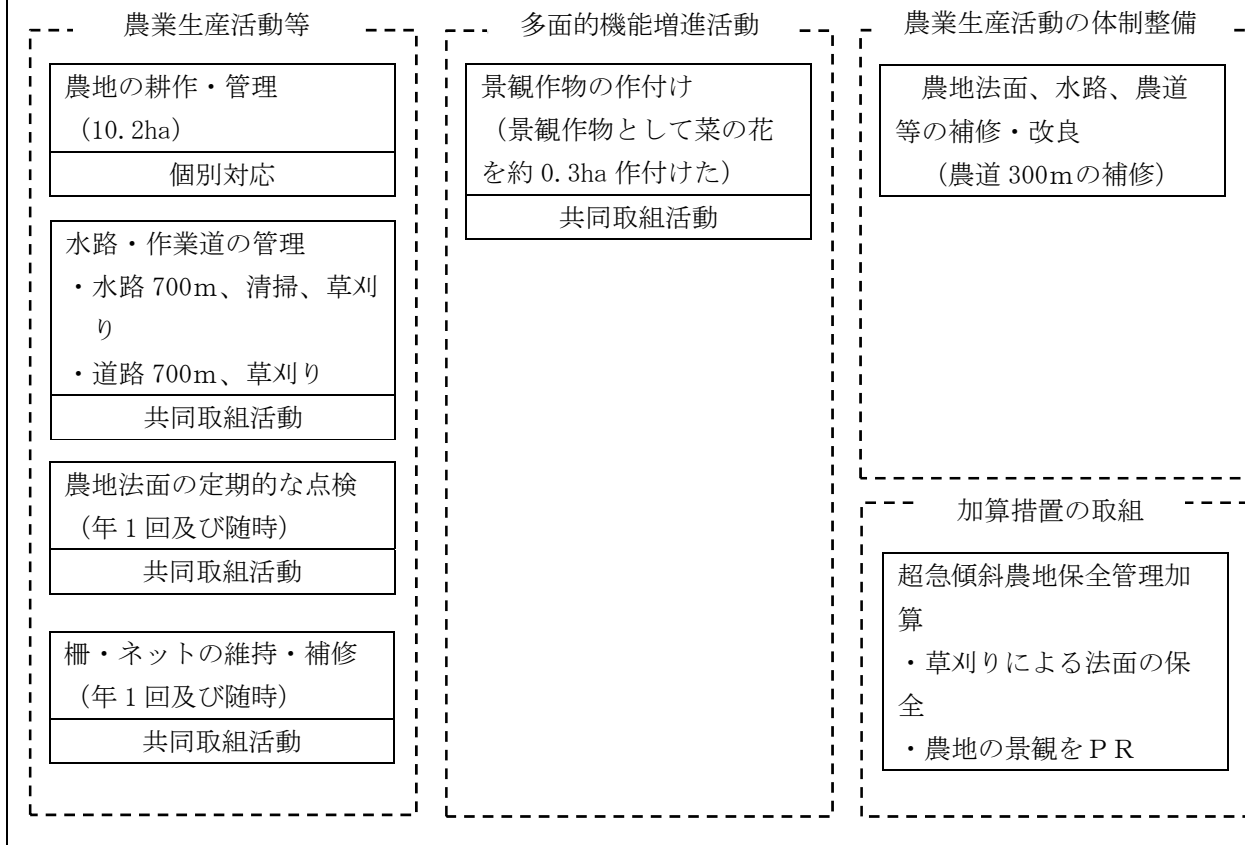 農業生産活動等
農地の耕作・管理
（10.2ha）
個別対応
水路・作業道の管理
・水路 700ｍ、清掃、草刈
り
・道路 700ｍ、草刈り
共同取組活動
農地法面の定期的な点検
（年１回及び随時）
共同取組活動
柵・ネットの維持・補修
（年１回及び随時）
共同取組活動
多面的機能増進活動
景観作物の作付け
（景観作物として菜の花
を約 0.3ha 作付けた）
共同取組活動
農業生産活動の体制整備
農地法面、水路、農道
等の補修・改良
（農道 300ｍの補修）
加算措置の取組
超急傾斜農地保全管理加
算
・草刈りによる法面の保
全
・農地の景観をＰＲ